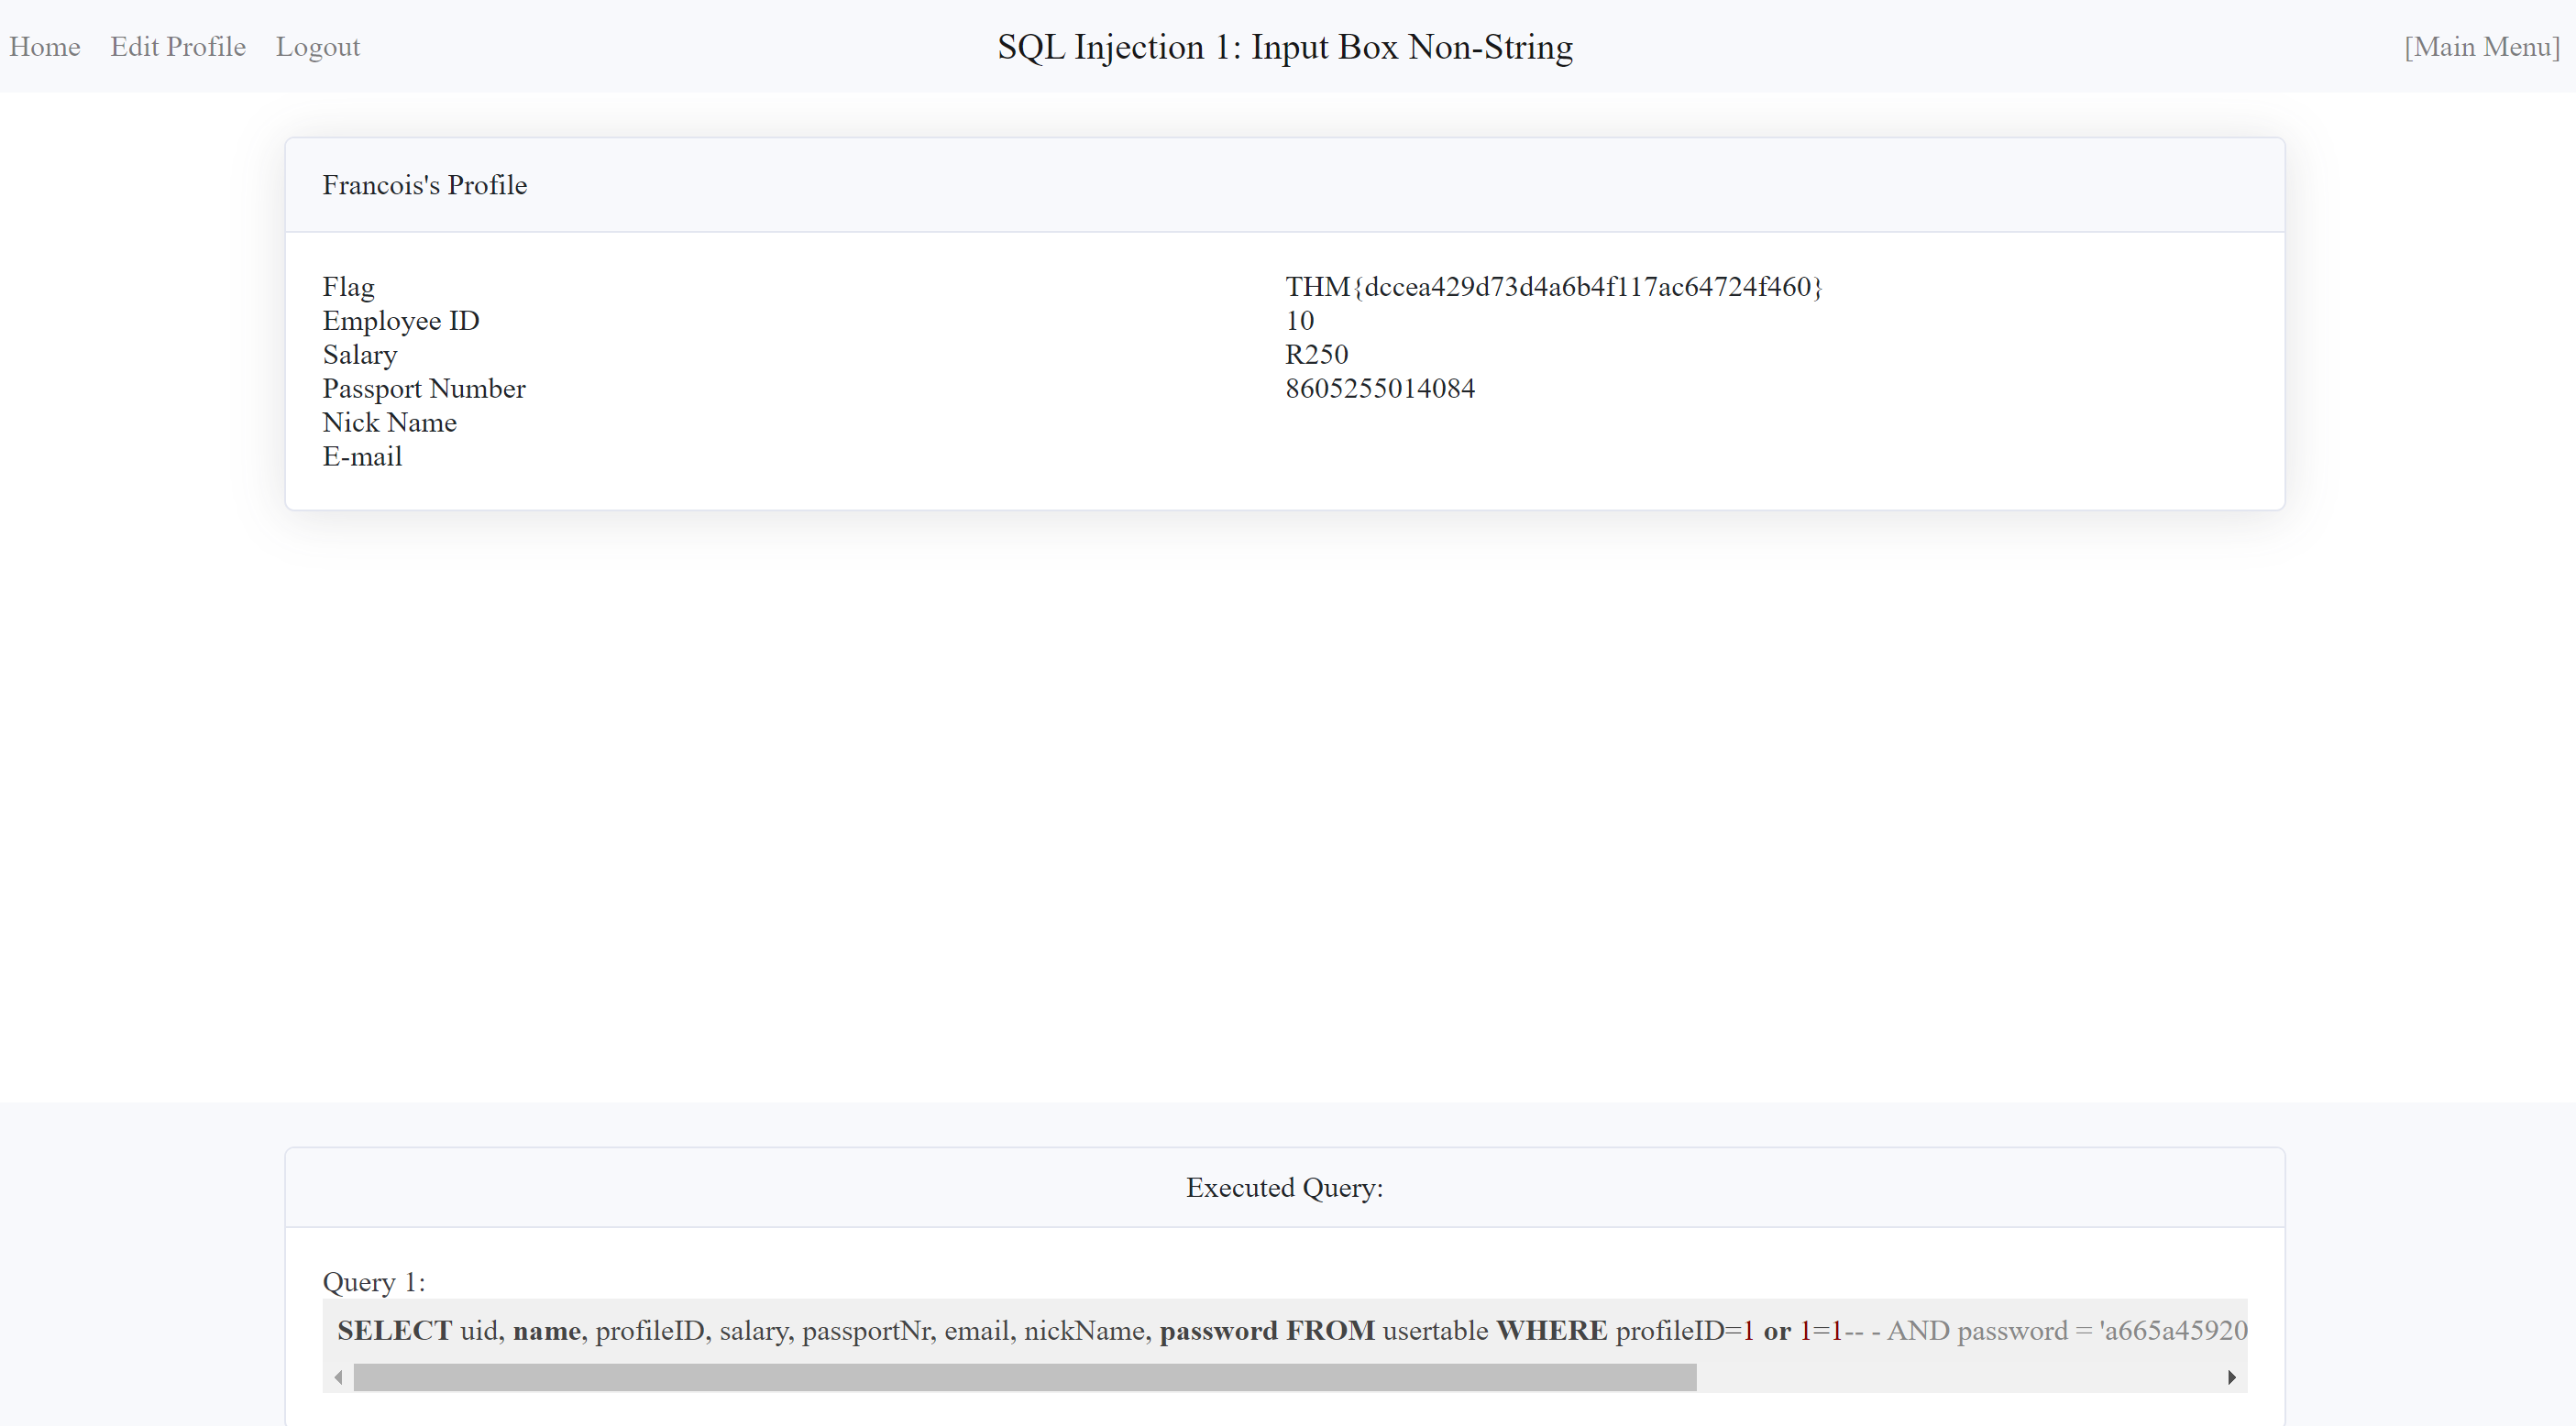 Home Edit Profile Logout SQL Injection 1: Input Box Non-String [Main Menu]
Francois's Profile
Flag THM{dccea429d73d4a6b4f117ac64724f460}
Employee ID 10
Salary R250
Passport Number 8605255014084
Nick Name
E-mail
Executed Query:
Query 1:
SELECT uid, name, profileID, salary, passportNr, email, nickName, password FROM usertable WHERE profileID=1 or 1=1-- - AND password = 'a665a45920